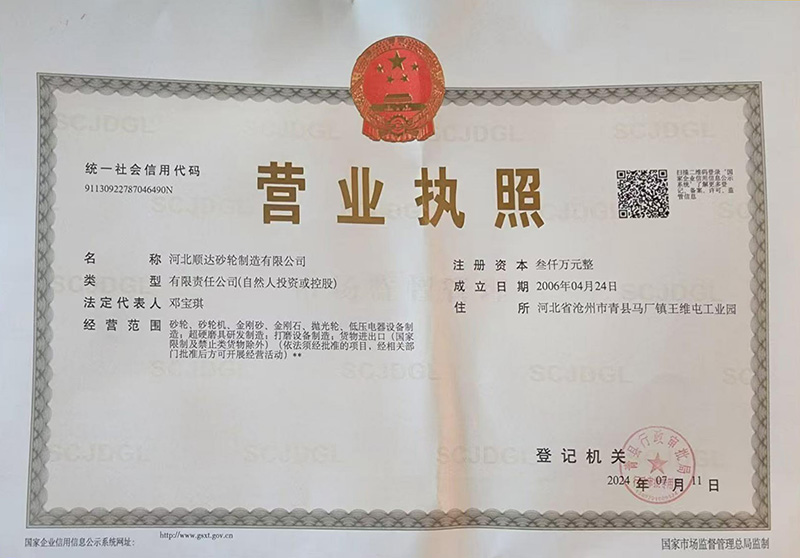 营业执照
统一社会信用代码
91130922787046490N
扫描二维码登录"国
家企业信用信息公示
系统"了解更多登
记、备案、许可、监
管信息
名称 河北顺达砂轮制造有限公司
类型 有限责任公司(自然人投资或控股)
法定代表人 邓宝琪
经营范围 砂轮、砂轮机、金刚砂、金刚石、抛光轮、低压电器设备制
造；超硬磨具研发制造；打磨设备制造；货物进出口（国家
限制及禁止类货物除外）（依法须经批准的项目，经相关部
门批准后方可开展经营活动）**
注册资本 叁仟万元整
成立日期 2006年04月24日
住所 河北省沧州市青县马厂镇王维屯工业园
登记机关
青县行政审批局
2024年07月11日
国家企业信用信息公示系统网址：
http://www.gsxt.gov.cn
国家市场监督管理总局监制
SCJDGL
SCJDGL
SCJDGL
SCJDGL